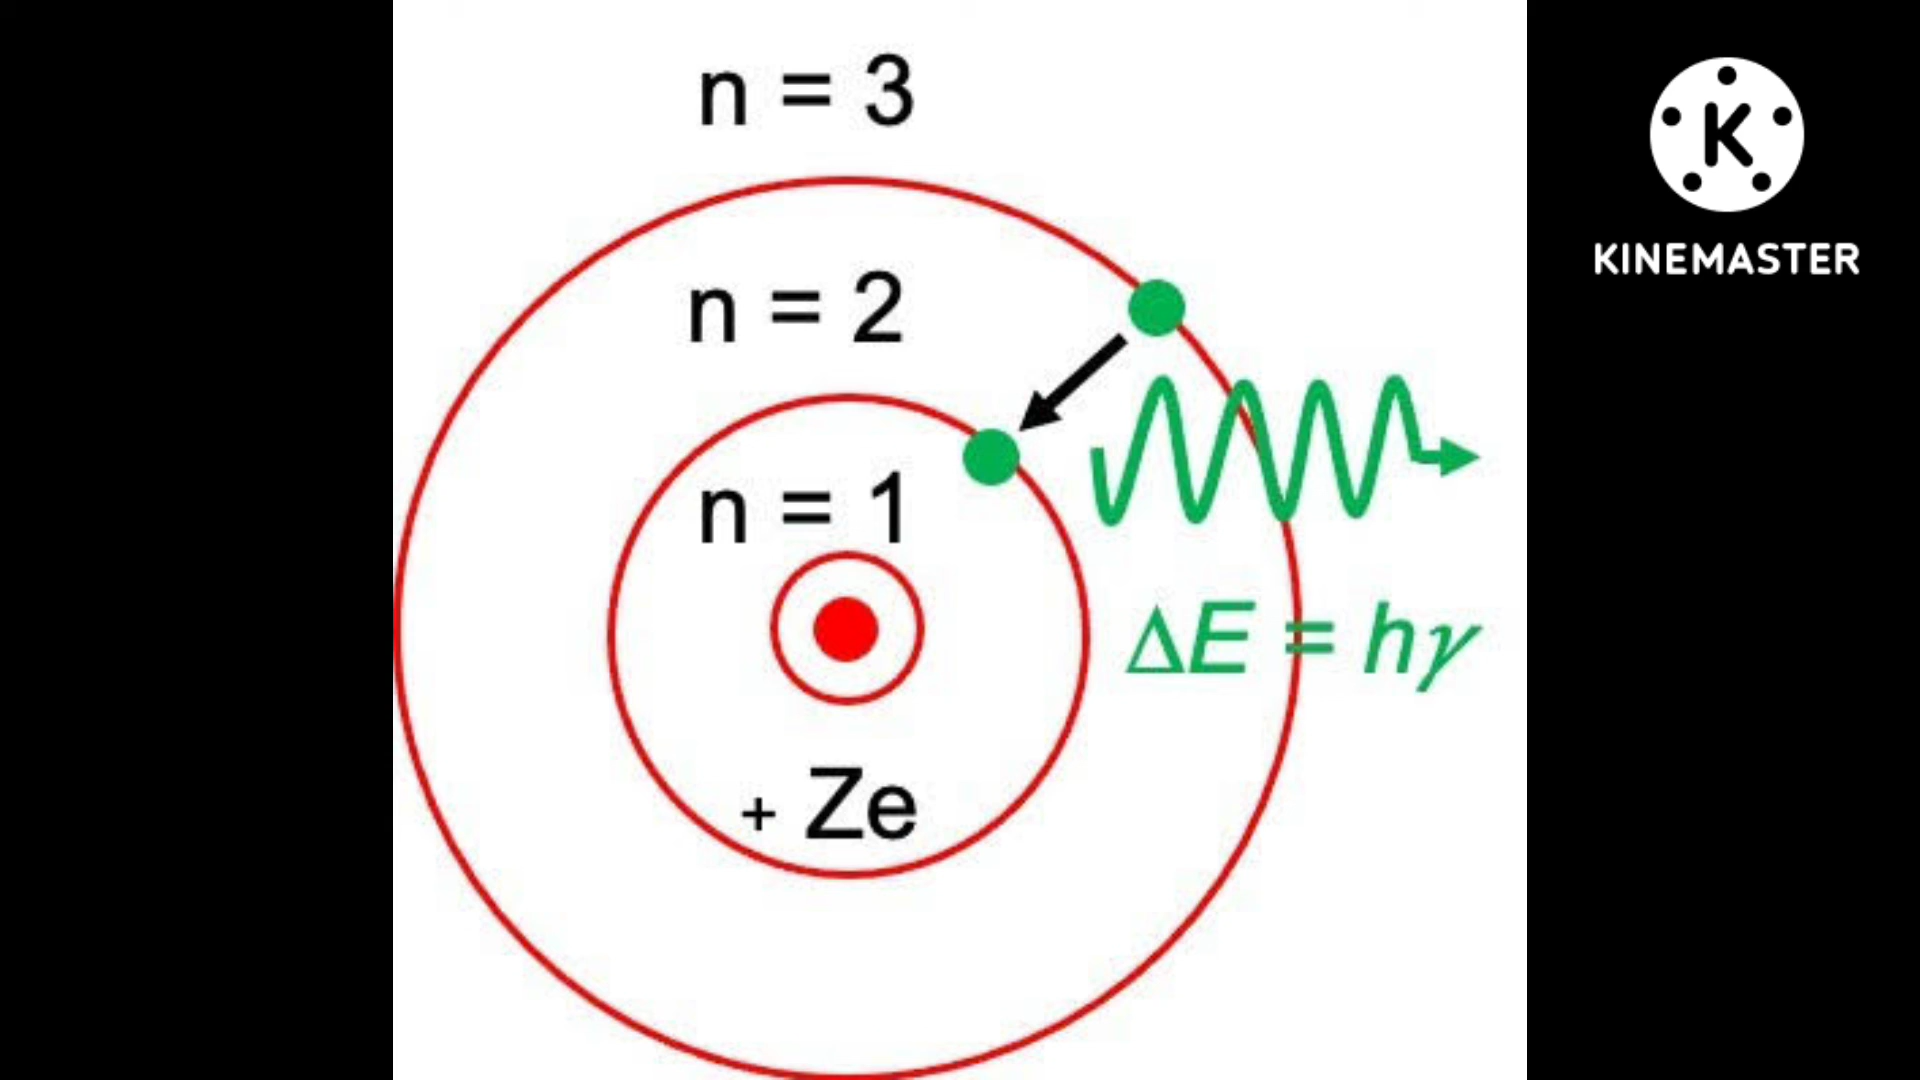 n = 3
K
KINEMASTER
n = 2
n = 1
ΔE = hγ
+ Ze